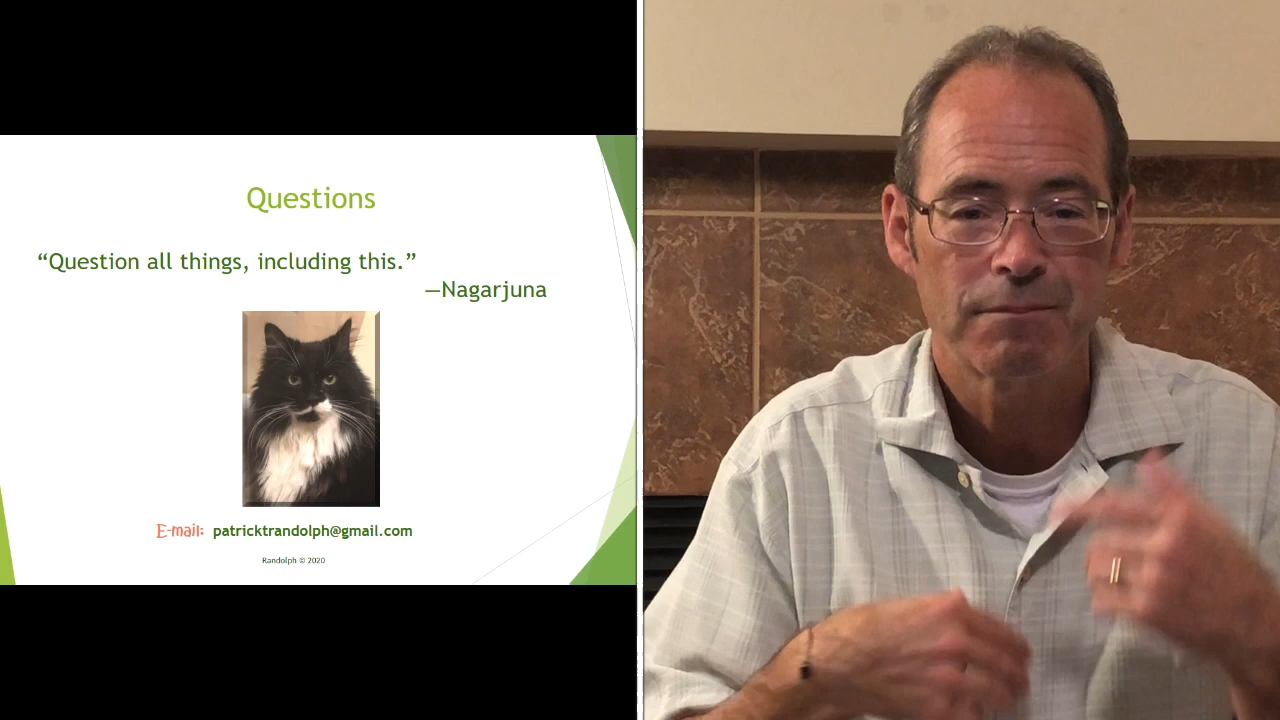 Questions
“Question all things, including this.”
—Nagarjuna
E-mail: patricktrandolph@gmail.com
Randolph © 2020